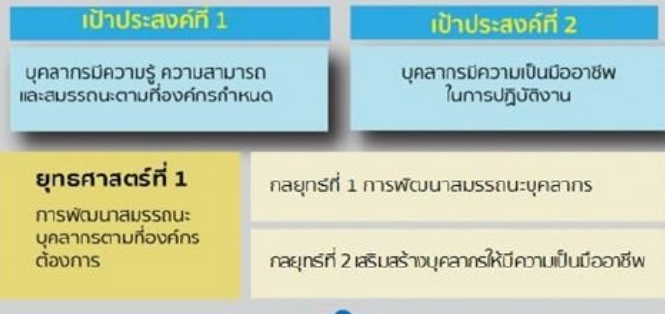 เป้าประสงค์ที่ 1
บุคลากรมีความรู้ ความสามารถ
และสมรรถนะตามที่องค์กรกำหนด
เป้าประสงค์ที่ 2
บุคลากรมีความเป็นมืออาชีพ
ในการปฏิบัติงาน
ยุทธศาสตร์ที่ 1
การพัฒนาสมรรถนะ
บุคลากรตามที่องค์กร
ต้องการ
กลยุทธ์ที่ 1 การพัฒนาสมรรถนะบุคลากร
กลยุทธ์ที่ 2 เสริมสร้างบุคลากรให้มีความเป็นมืออาชีพ